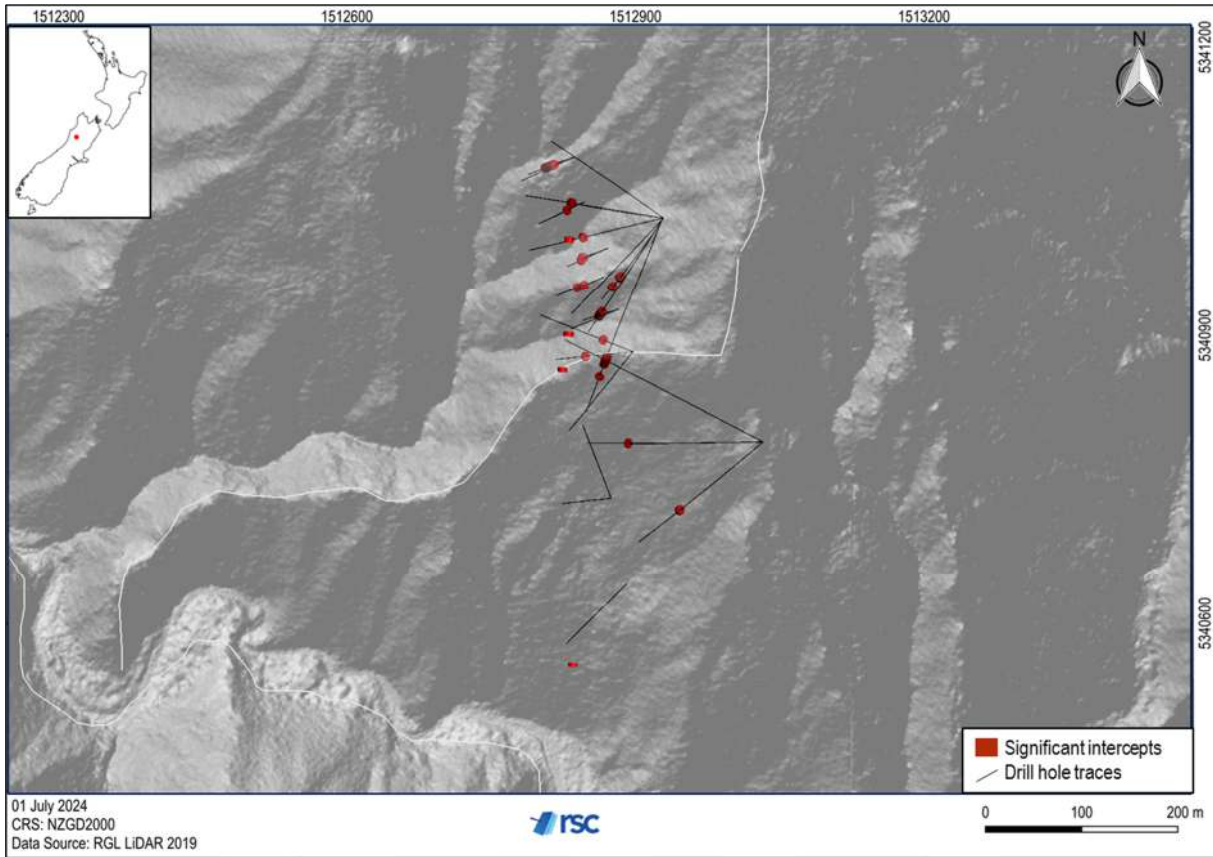 1512300 1512600 1512900 1513200
5341200
N
5340900
5340600
Significant intercepts
Drill hole traces
0 100 200 m
01 July 2024
CRS: NZGD2000
Data Source: RGL LiDAR 2019
rsc